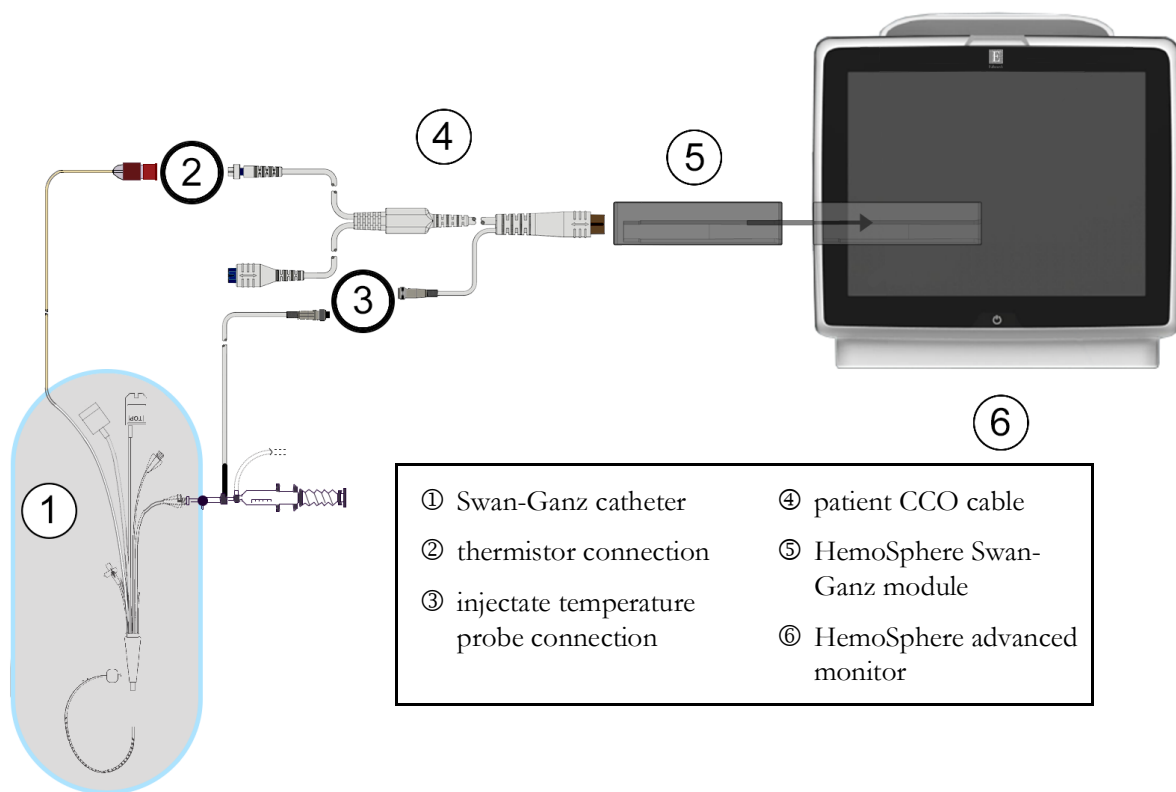 E
4
2
5
3
STOP
6
1
① Swan-Ganz catheter
② thermistor connection
③ injectate temperature
probe connection
④ patient CCO cable
⑤ HemoSphere Swan-
Ganz module
⑥ HemoSphere advanced
monitor